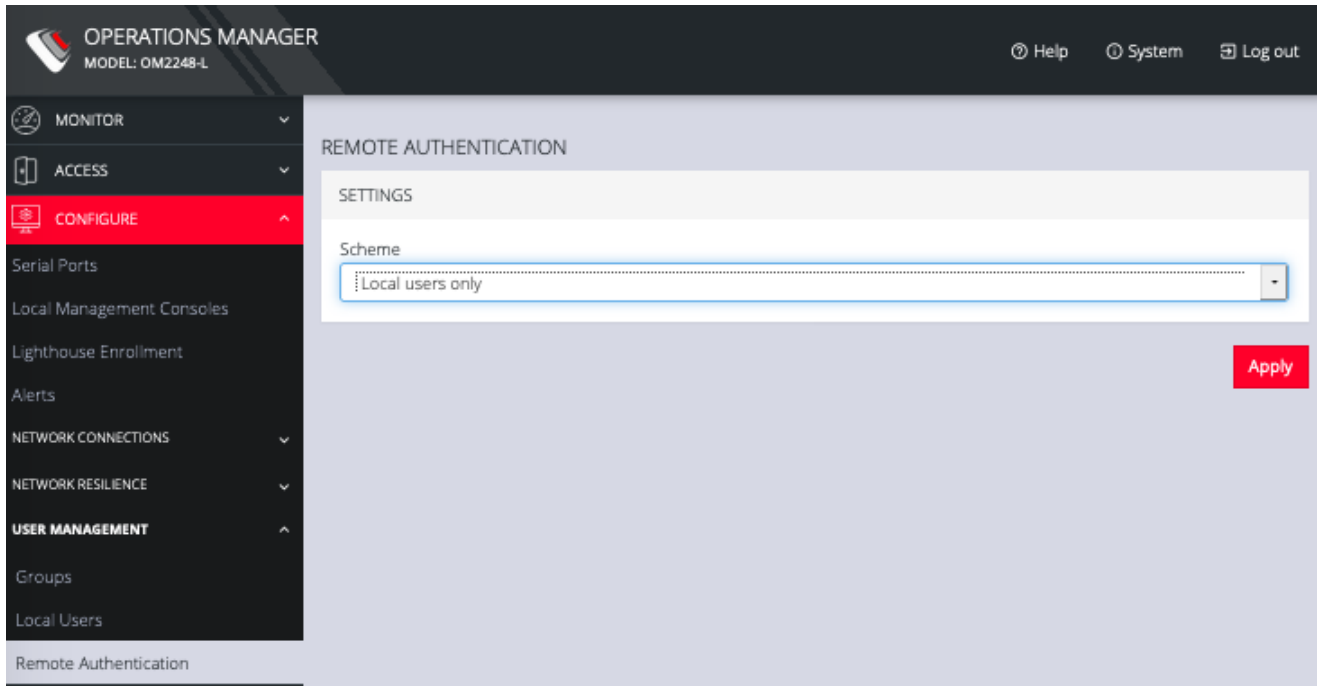 OPERATIONS MANAGER
MODEL: OM2248-L
Help
System
Log out
MONITOR
ACCESS
CONFIGURE
Serial Ports
Local Management Consoles
Lighthouse Enrollment
Alerts
NETWORK CONNECTIONS
NETWORK RESILIENCE
USER MANAGEMENT
Groups
Local Users
Remote Authentication
REMOTE AUTHENTICATION
SETTINGS
Scheme
Local users only
Apply